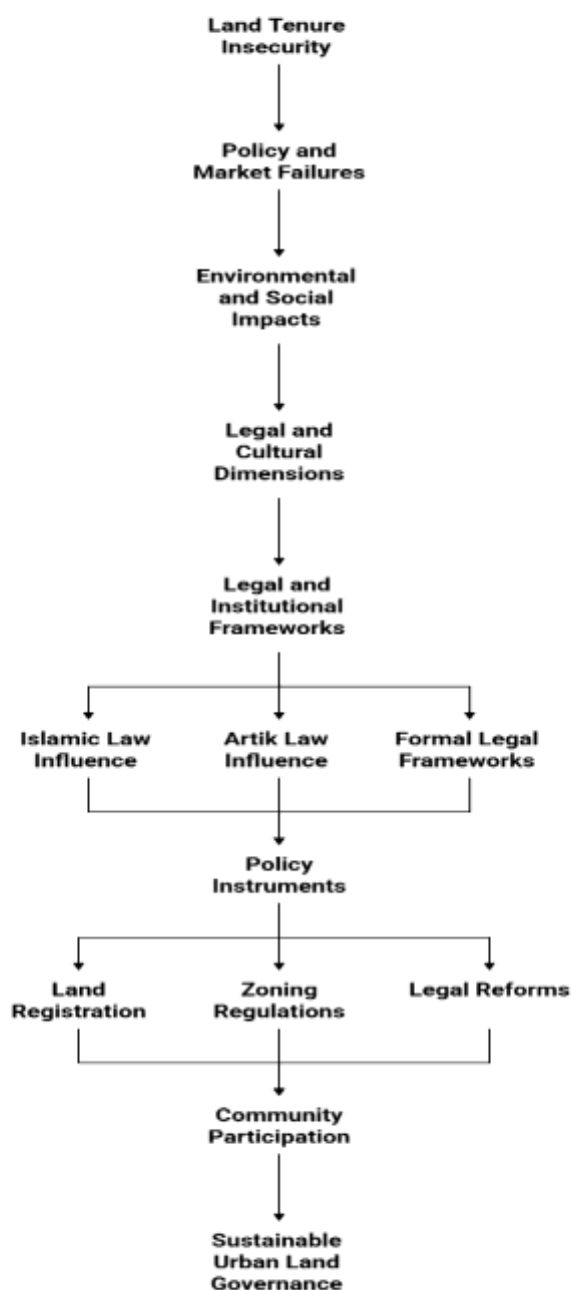 Land Tenure
Insecurity
Policy and
Market Failures
Environmental
and Social
Impacts
Legal and
Cultural
Dimensions
Legal and
Institutional
Frameworks
Islamic Law
Influence
Artik Law
Influence
Formal Legal
Frameworks
Policy
Instruments
Land
Registration
Zoning
Regulations
Legal Reforms
Community
Participation
Sustainable
Urban Land
Governance